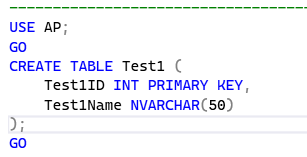 --------------------------------
USE AP;
GO
CREATE TABLE Test1 (
    Test1ID INT PRIMARY KEY,
    Test1Name NVARCHAR(50)
);
GO